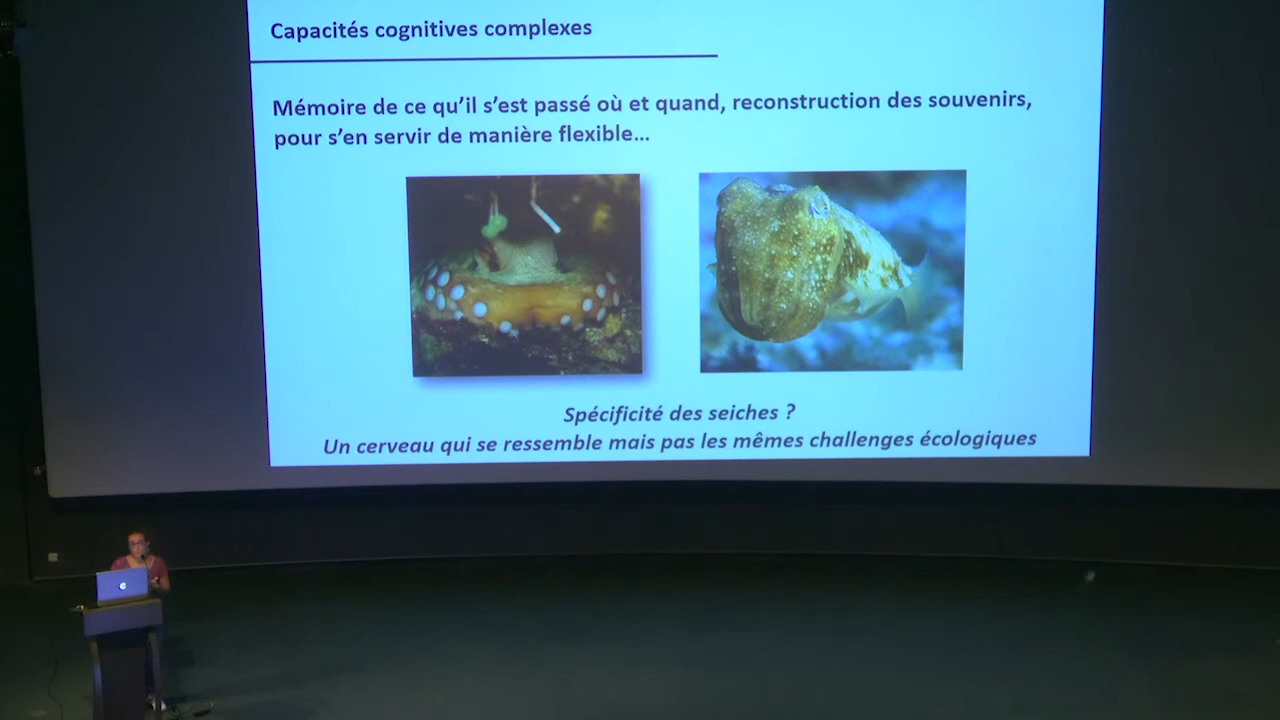 Capacités cognitives complexes
Mémoire de ce qu’il s’est passé où et quand, reconstruction des souvenirs,
pour s’en servir de manière flexible…
Spécificité des seiches ?
Un cerveau qui se ressemble mais pas les mêmes challenges écologiques